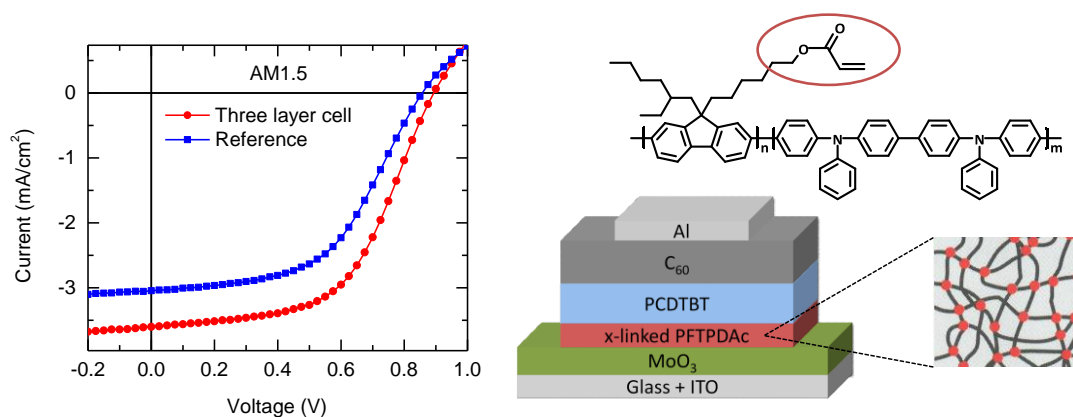 AM1.5
Three layer cell
Reference
Current (mA/cm²)
0
-1
-2
-3
-0.2 0.0 0.2 0.4 0.6 0.8 1.0
Voltage (V)
O
O
n
N
N
m
Al
C₆₀
PCDTBT
x-linked PFTPDAc
MoO₃
Glass + ITO